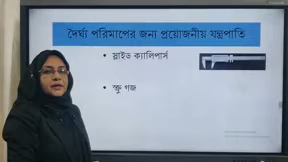 দৈর্ঘ্য পরিমাপের জন্য প্রয়োজনীয় যন্ত্রপাতি
• স্লাইড ক্যালিপার্স
• স্ক্রু গজ